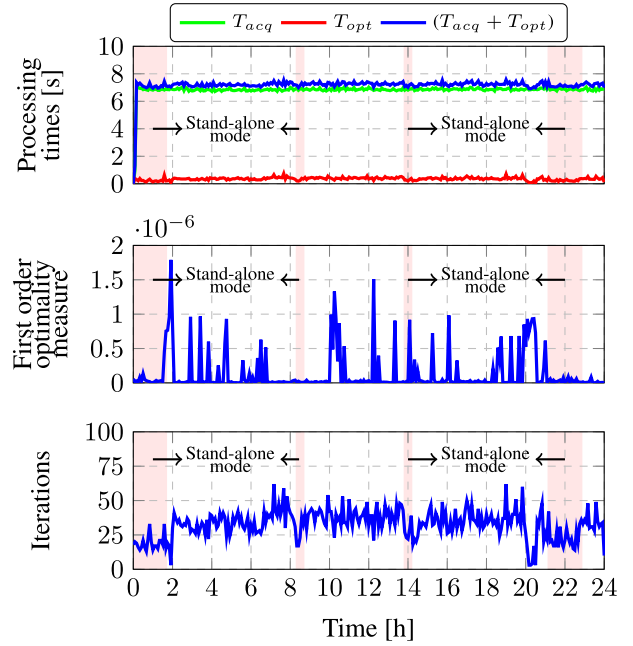 T_acq T_opt (T_acq + T_opt)
Processing
times [s]
10
8
6
4
2
0
Stand-alone
mode
Stand-alone
mode
·10^-6
First order
optimality
measure
2
1.5
1
0.5
0
Stand-alone
mode
Stand-alone
mode
Iterations
100
75
50
25
0
Stand-alone
mode
Stand-alone
mode
0 2 4 6 8 10 12 14 16 18 20 22 24
Time [h]